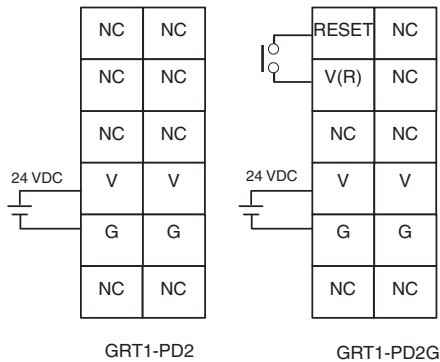 NC NC
NC NC
NC NC
24 VDC V V
G G
NC NC
GRT1-PD2
RESET NC
V(R) NC
NC NC
24 VDC V V
G G
NC NC
GRT1-PD2G